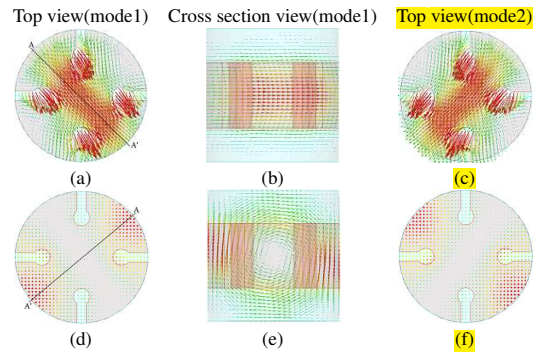 Top view(mode1) Cross section view(mode1) Top view(mode2)
A
A'
(a) (b) (c)
A
A'
(d) (e) (f)